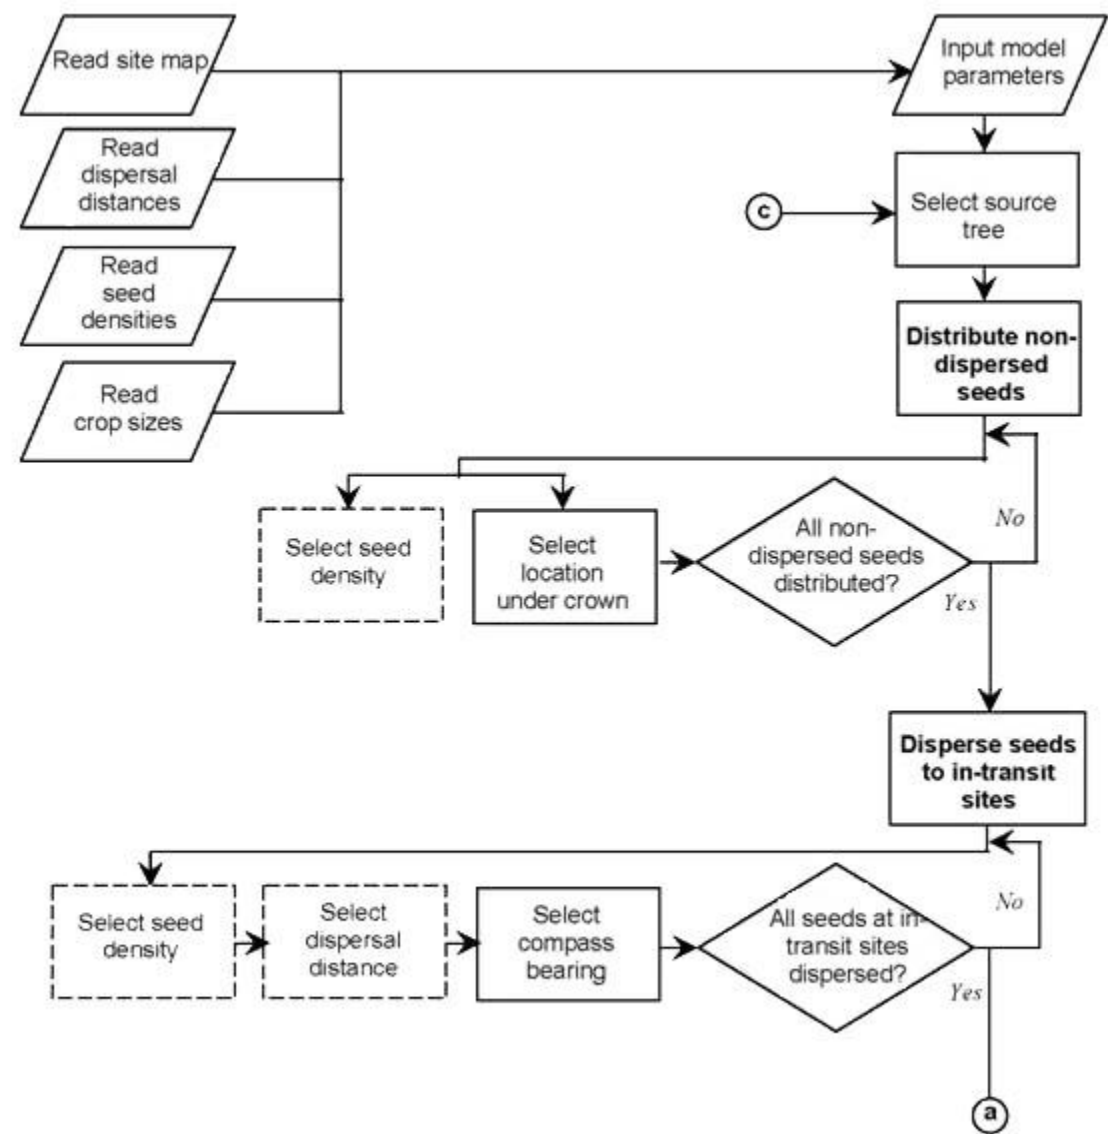 Read site map
Input model
parameters
Read
dispersal
distances
c
Select source
tree
Read
seed
densities
Distribute non-
dispersed
seeds
Read
crop sizes
Select seed
density
Select
location
under crown
All non-
dispersed seeds
distributed?
No
Yes
Disperse seeds
to in-transit
sites
Select seed
density
Select
dispersal
distance
Select
compass
bearing
All seeds at in-
transit sites
dispersed?
No
Yes
a